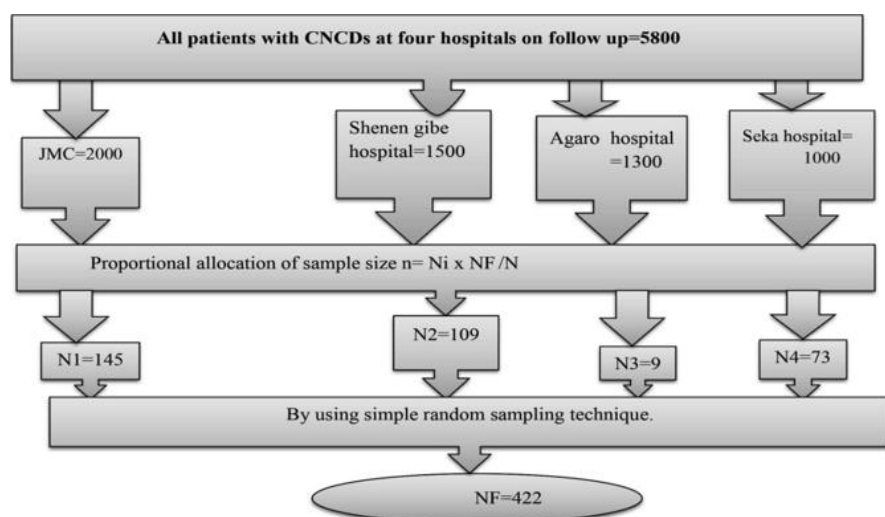 All patients with CNCDs at four hospitals on follow up=5800
JMC=2000
Shenen gibe
hospital=1500
Agaro hospital
=1300
Seka hospital=
1000
Proportional allocation of sample size n= Ni x NF/N
N1=145
N2=109
N3=9
N4=73
By using simple random sampling technique.
NF=422